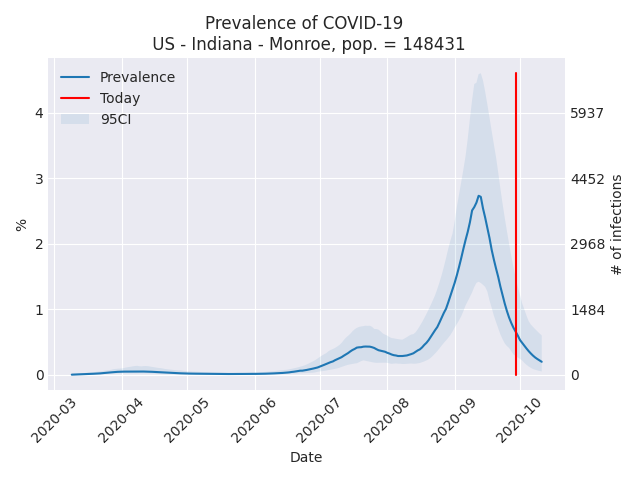 Prevalence of COVID-19
US - Indiana - Monroe, pop. = 148431
Prevalence
Today
95CI
4
3
2
1
0
%
5937
4452
2968
1484
0
# of infections
2020-03
2020-04
2020-05
2020-06
2020-07
2020-08
2020-09
2020-10
Date